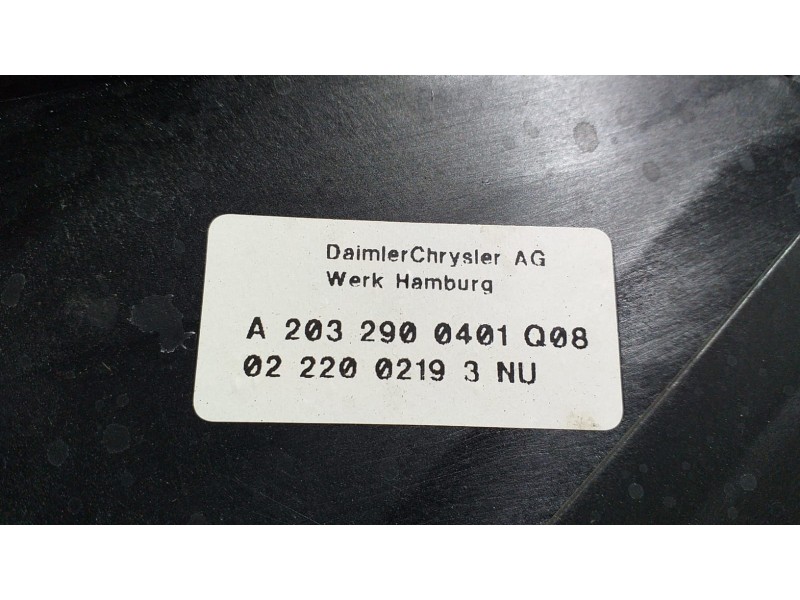 DaimlerChrysler AG
Werk Hamburg
A 203 290 0401 Q08
02 220 0219 3 NU